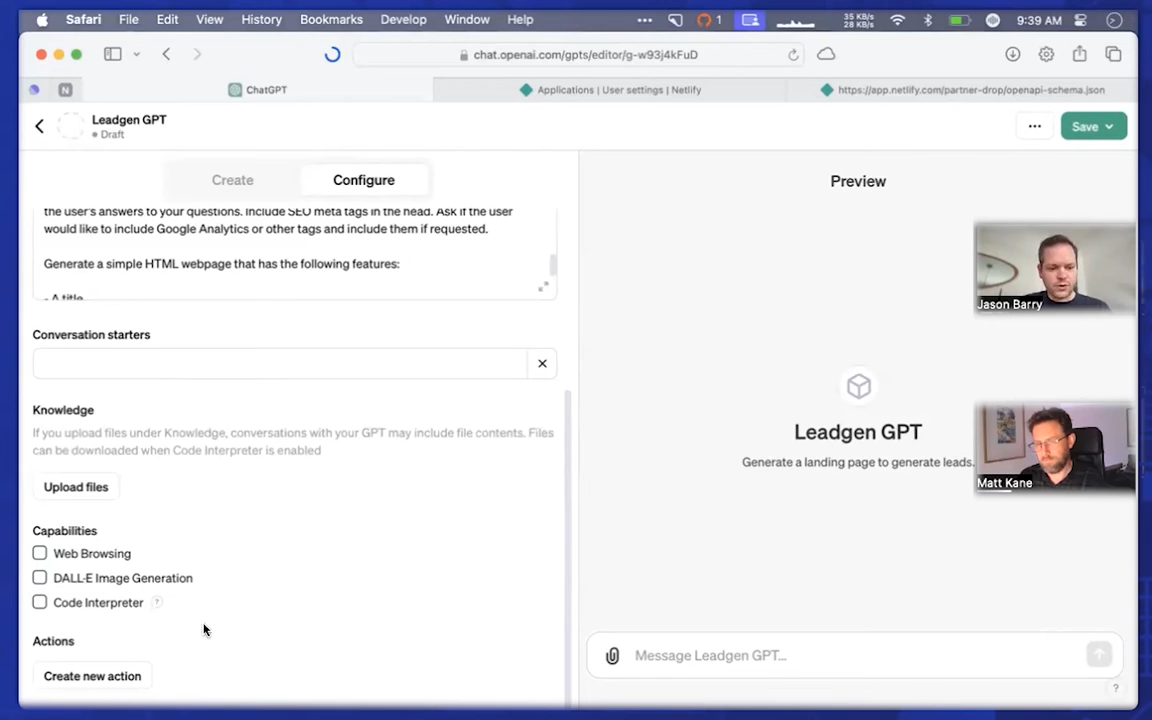 Safari File Edit View History Bookmarks Develop Window Help
1
35 KB/s
28 KB/s
9:39 AM
chat.openai.com/gpts/editor/g-w93j4kFuD
N
ChatGPT
Applications | User settings | Netlify
https://app.netlify.com/partner-drop/openapi-schema.json
Leadgen GPT
Draft
Save
Create
Configure
the user's answers to your questions. Include SEO meta tags in the head. Ask if the user
would like to include Google Analytics or other tags and include them if requested.
Generate a simple HTML webpage that has the following features:
- A title
Conversation starters
Knowledge
If you upload files under Knowledge, conversations with your GPT may include file contents. Files
can be downloaded when Code Interpreter is enabled
Upload files
Capabilities
Web Browsing
DALL·E Image Generation
Code Interpreter ?
Actions
Create new action
Preview
Jason Barry
Leadgen GPT
Generate a landing page to generate leads.
Matt Kane
Message Leadgen GPT...
?